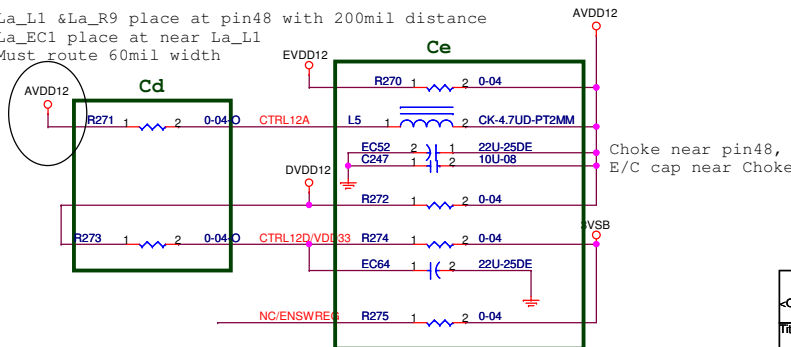 La_L1 &La_R9 place at pin48 with 200mil distance
La_EC1 place at near La_L1
Must route 60mil width
AVDD12
EVDD12
Ce
R270 1 2 0-04
AVDD12
Cd
R271 1 2 0-04-O CTRL12A L5 1 2 CK-4.7UD-PT2MM
EC52 2 1 22U-25DE
C247 1 2 10U-08
Choke near pin48,
E/C cap near Choke
DVDD12
R272 1 2 0-04
3VSB
R273 1 2 0-04-O CTRL12D/VDD33 R274 1 2 0-04
EC64 1 2 22U-25DE
NC/ENSWREG R275 1 2 0-04